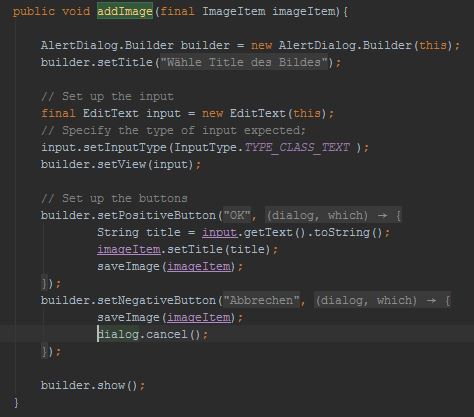 public void addImage(final ImageItem imageItem){
AlertDialog.Builder builder = new AlertDialog.Builder(this);
builder.setTitle("Wähle Title des Bildes");
// Set up the input
final EditText input = new EditText(this);
// Specify the type of input expected;
input.setInputType(InputType.TYPE_CLASS_TEXT );
builder.setView(input);
// Set up the buttons
builder.setPositiveButton("OK", (dialog, which) → {
String title = input.getText().toString();
imageItem.setTitle(title);
saveImage(imageItem);
});
builder.setNegativeButton("Abbrechen", (dialog, which) → {
saveImage(imageItem);
dialog.cancel();
});
builder.show();
}